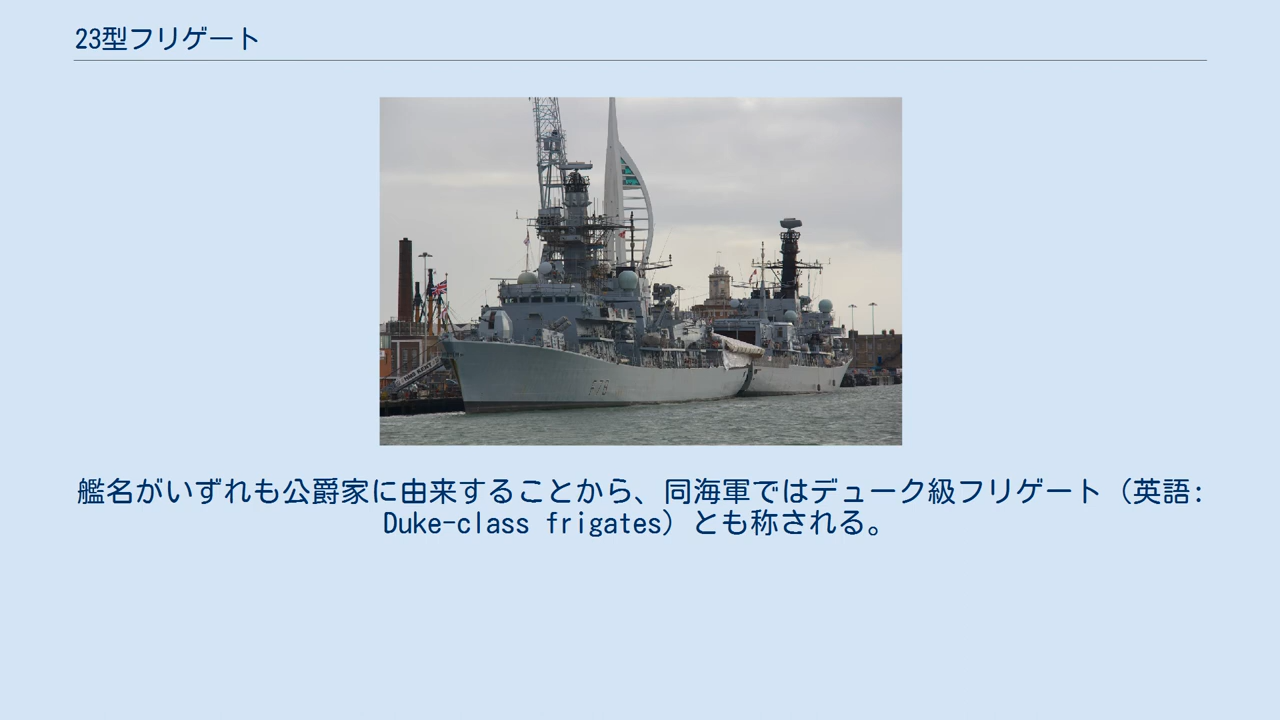 23型フリゲート
F78
艦名がいずれも公爵家に由来することから、同海軍ではデューク級フリゲート（英語:
Duke-class frigates）とも称される。